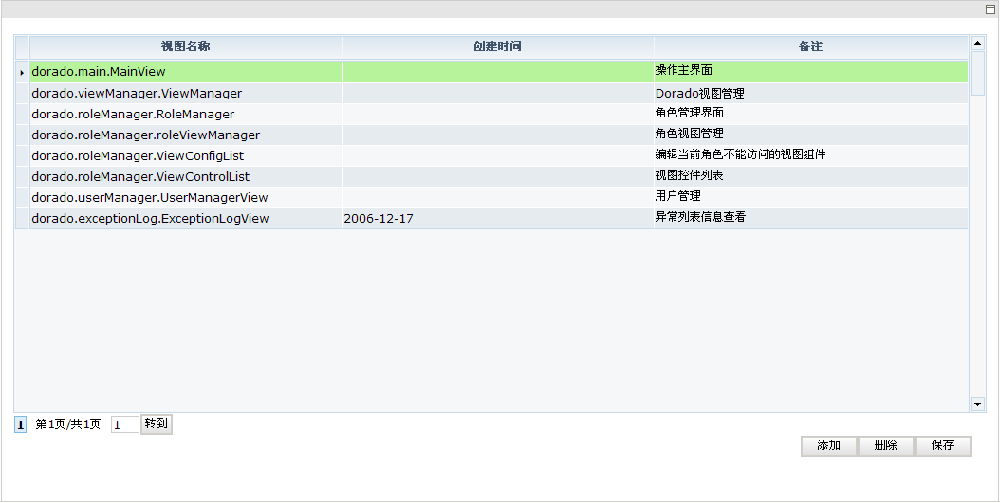 视图名称 创建时间 备注
dorado.main.MainView 操作主界面
dorado.viewManager.ViewManager Dorado视图管理
dorado.roleManager.RoleManager 角色管理界面
dorado.roleManager.roleViewManager 角色视图管理
dorado.roleManager.ViewConfigList 编辑当前角色不能访问的视图组件
dorado.roleManager.ViewControlList 视图控件列表
dorado.userManager.UserManagerView 用户管理
dorado.exceptionLog.ExceptionLogView 2006-12-17 异常列表信息查看
1 第1页/共1页 1 转到
添加 删除 保存